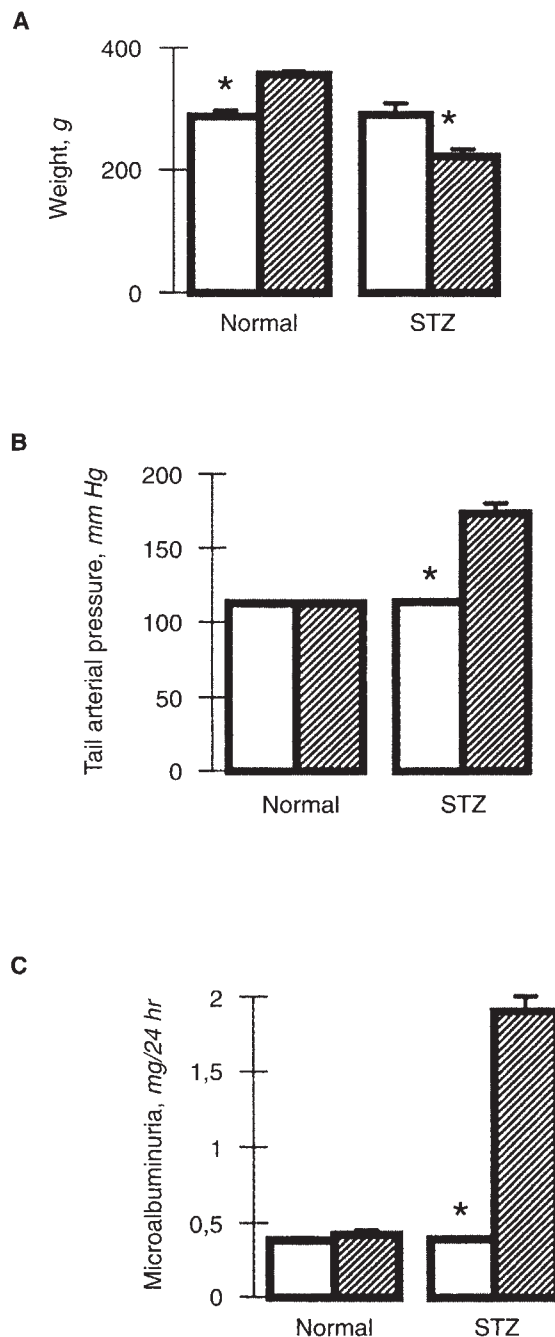 A
Weight, g
400
200
0
*
*
Normal
STZ
B
Tail arterial pressure, mm Hg
200
150
100
50
0
*
Normal
STZ
C
Microalbuminuria, mg/24 hr
2
1,5
1
0,5
0
*
Normal
STZ